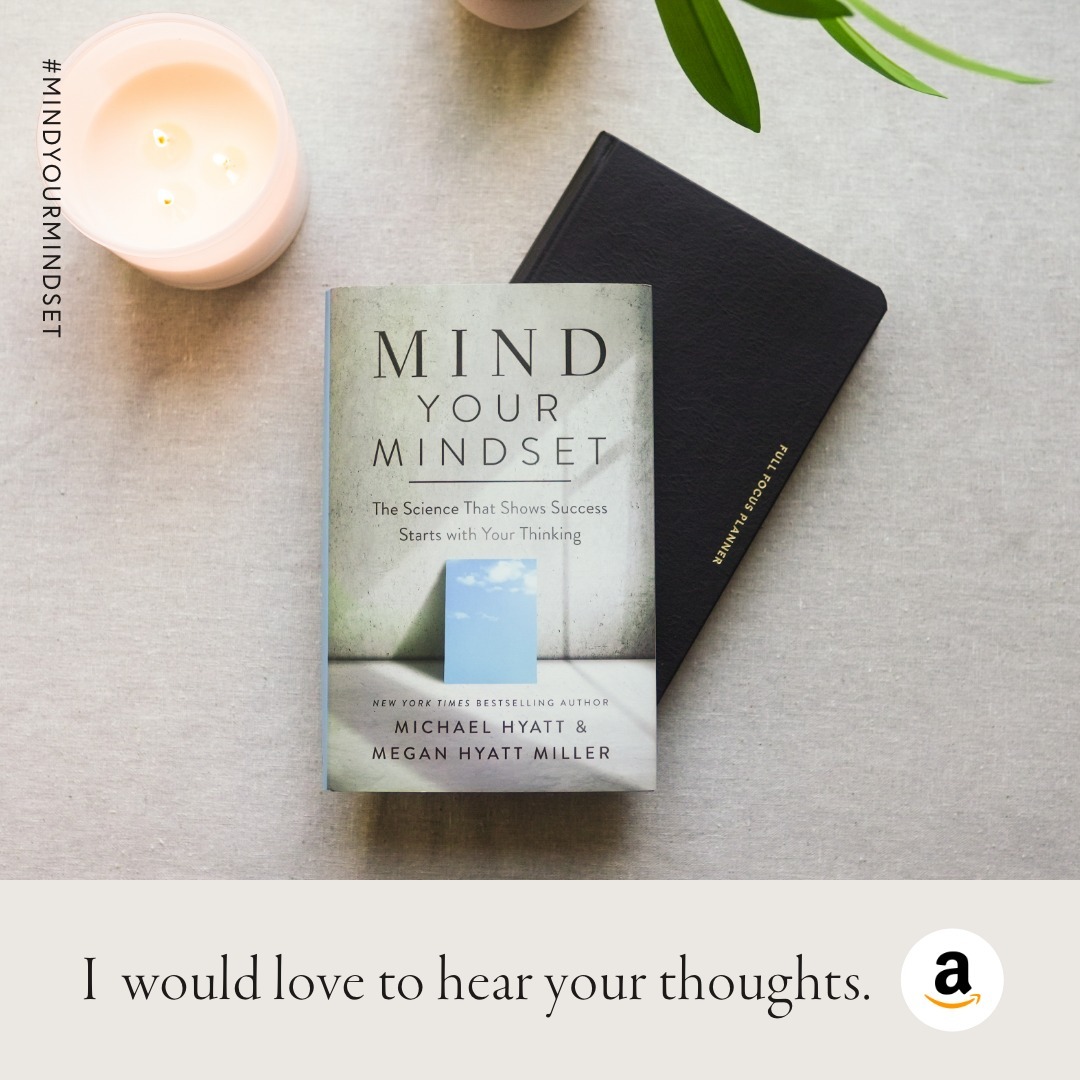 #MINDYOURMINDSET
MIND
YOUR
MINDSET
The Science That Shows Success
Starts with Your Thinking
NEW YORK TIMES BESTSELLING AUTHOR
MICHAEL HYATT &
MEGAN HYATT MILLER
FULL FOCUS PLANNER
I would love to hear your thoughts.
a